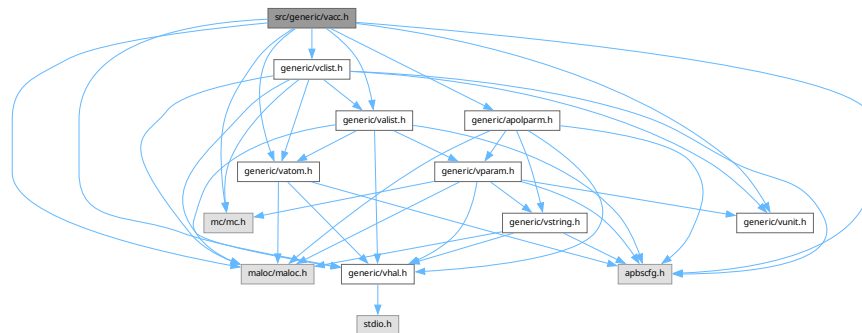 src/generic/vacc.h
generic/vclist.h
generic/valist.h
generic/apolparm.h
generic/vatom.h
generic/vparam.h
mc/mc.h
generic/vstring.h
generic/vunit.h
maloc/maloc.h
generic/vhal.h
apbscfg.h
stdio.h